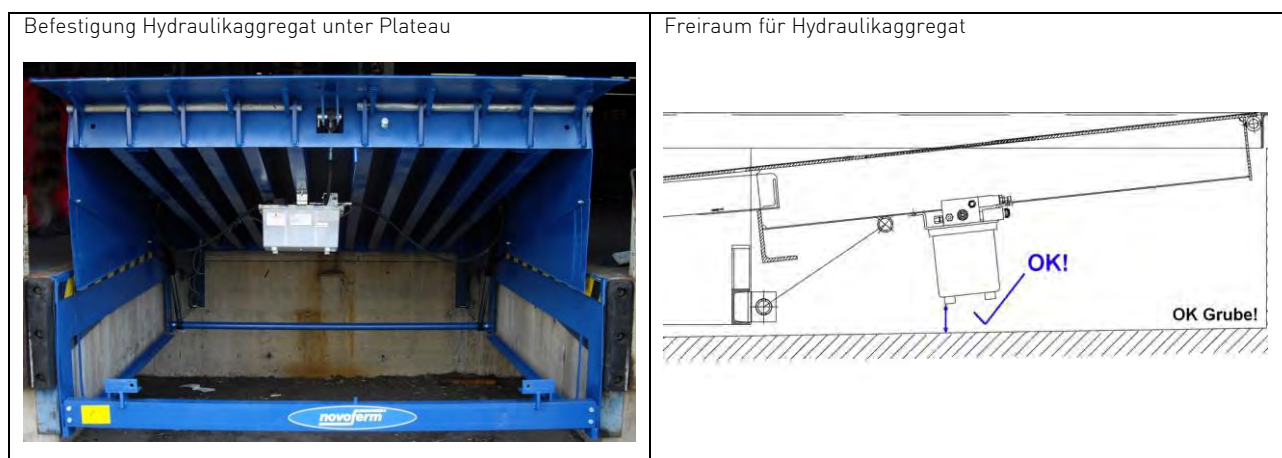 Befestigung Hydraulikaggregat unter Plateau
Freiraum für Hydraulikaggregat
novoferm
OK!
OK Grube!